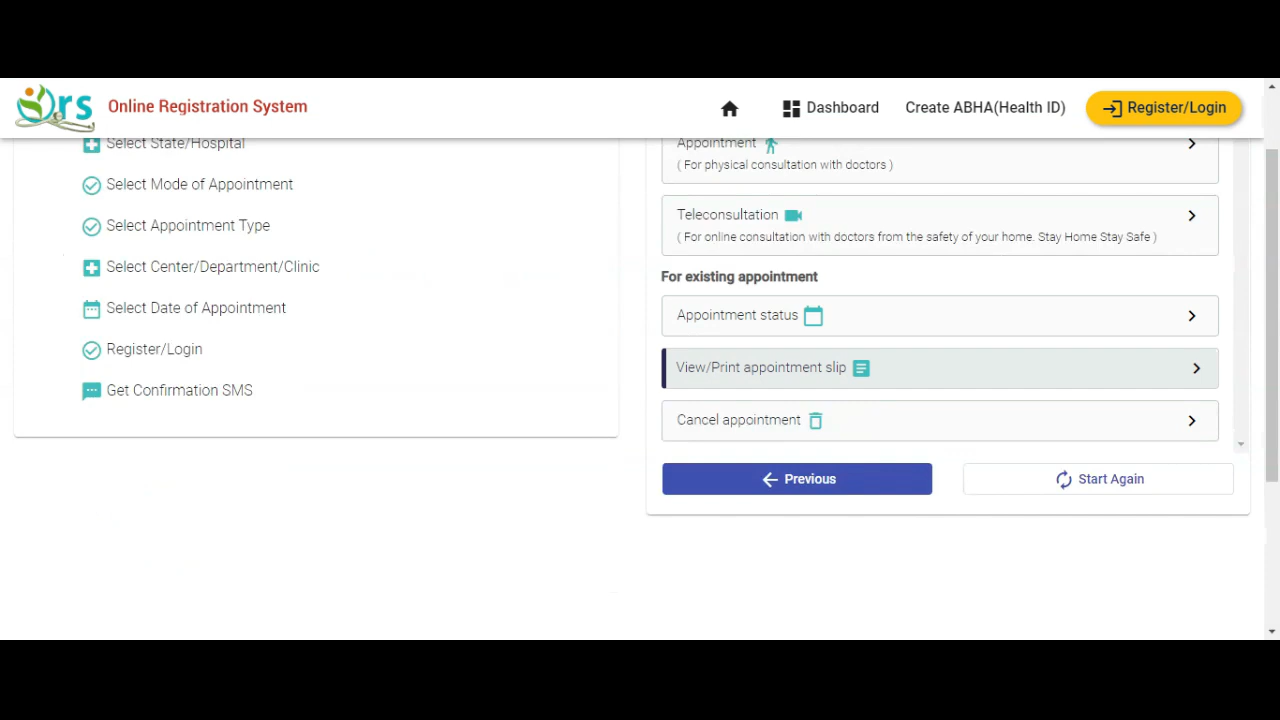 Ors Online Registration System
Dashboard
Create ABHA(Health ID)
Register/Login
Select State/Hospital
Select Mode of Appointment
Select Appointment Type
Select Center/Department/Clinic
Select Date of Appointment
Register/Login
Get Confirmation SMS
Appointment
( For physical consultation with doctors )
Teleconsultation
( For online consultation with doctors from the safety of your home. Stay Home Stay Safe )
For existing appointment
Appointment status
View/Print appointment slip
Cancel appointment
Previous
Start Again